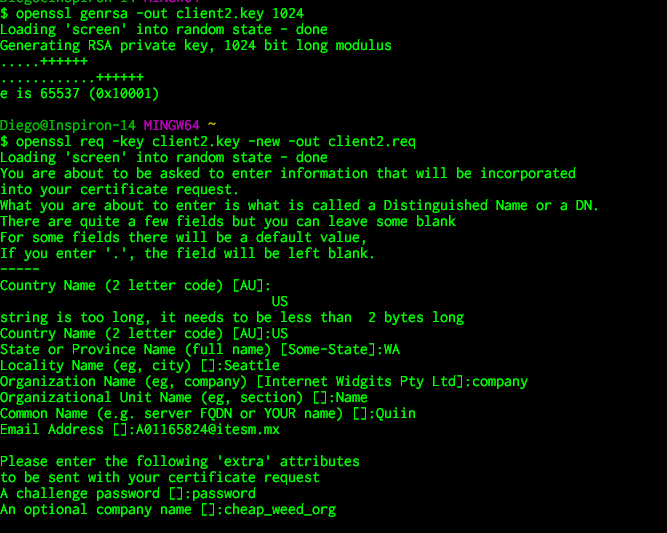 Diego@Inspiron-14 MINGW64 ~
$ openssl genrsa -out client2.key 1024
Loading 'screen' into random state - done
Generating RSA private key, 1024 bit long modulus
.....++++++
............++++++
e is 65537 (0x10001)

Diego@Inspiron-14 MINGW64 ~
$ openssl req -key client2.key -new -out client2.req
Loading 'screen' into random state - done
You are about to be asked to enter information that will be incorporated
into your certificate request.
What you are about to enter is what is called a Distinguished Name or a DN.
There are quite a few fields but you can leave some blank
For some fields there will be a default value,
If you enter '.', the field will be left blank.
-----
Country Name (2 letter code) [AU]:
US
string is too long, it needs to be less than  2 bytes long
Country Name (2 letter code) [AU]:US
State or Province Name (full name) [Some-State]:WA
Locality Name (eg, city) []:Seattle
Organization Name (eg, company) [Internet Widgits Pty Ltd]:company
Organizational Unit Name (eg, section) []:Name
Common Name (e.g. server FQDN or YOUR name) []:Quiin
Email Address []:A01165824@itesm.mx

Please enter the following 'extra' attributes
to be sent with your certificate request
A challenge password []:password
An optional company name []:cheap_weed_org